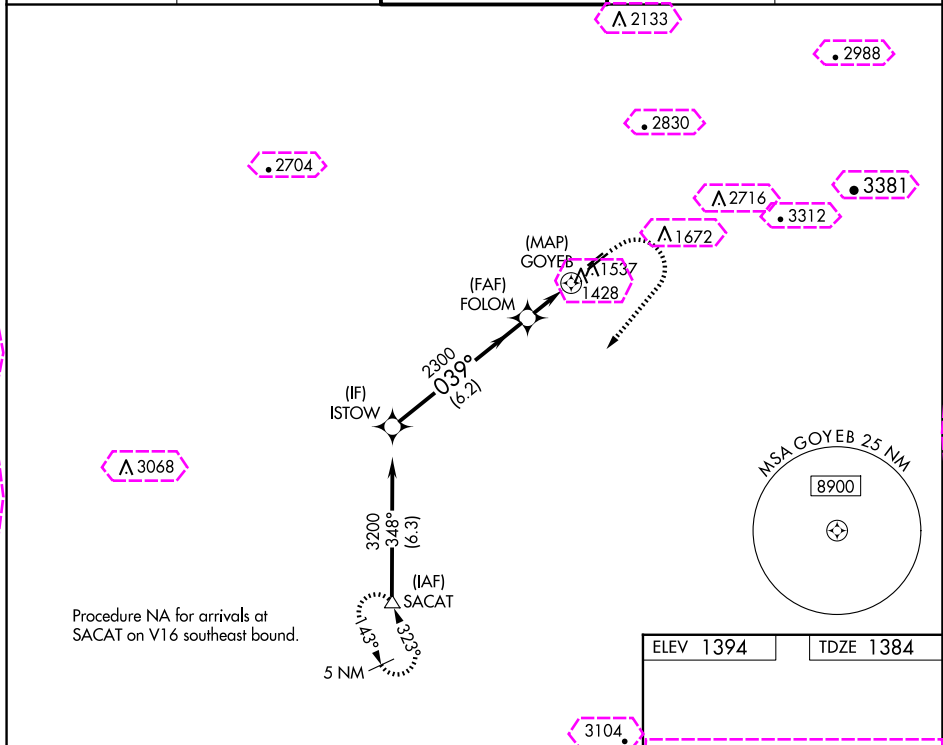 2133
2988
2830
2704
3381
2716
3312
1672
(MAP)
GOYEB
1537
1428
(FAF)
FOLOM
2300
039°
(6.2)
(IF)
ISTOW
MSA GOYEB 25 NM
8900
3068
3200
348°
(6.3)
(IAF)
SACAT
143°
323°
5 NM
Procedure NA for arrivals at
SACAT on V16 southeast bound.
ELEV 1394
TDZE 1384
3104